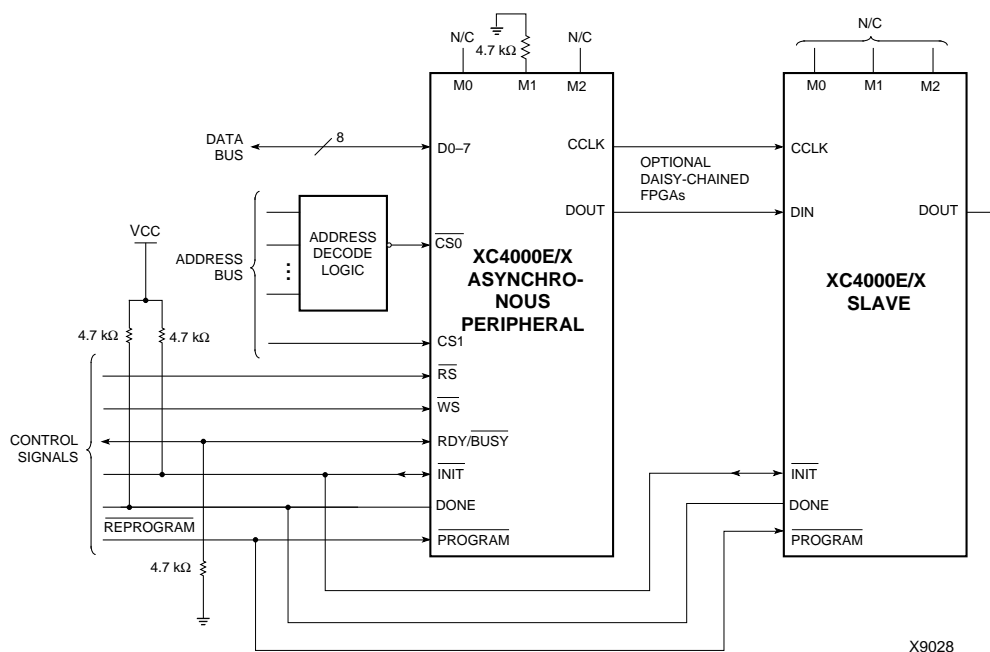 N/C
4.7 kΩ
N/C
N/C
M0
M1
M2
M0
M1
M2
DATA
BUS
8
D0–7
CCLK
CCLK
OPTIONAL
DAISY-CHAINED
FPGAs
DOUT
DIN
DOUT
ADDRESS
BUS
ADDRESS
DECODE
LOGIC
CS0
XC4000E/X
ASYNCHRO-
NOUS
PERIPHERAL
XC4000E/X
SLAVE
VCC
4.7 kΩ
4.7 kΩ
CS1
RS
WS
CONTROL
SIGNALS
RDY/BUSY
INIT
INIT
DONE
DONE
REPROGRAM
PROGRAM
PROGRAM
4.7 kΩ
X9028